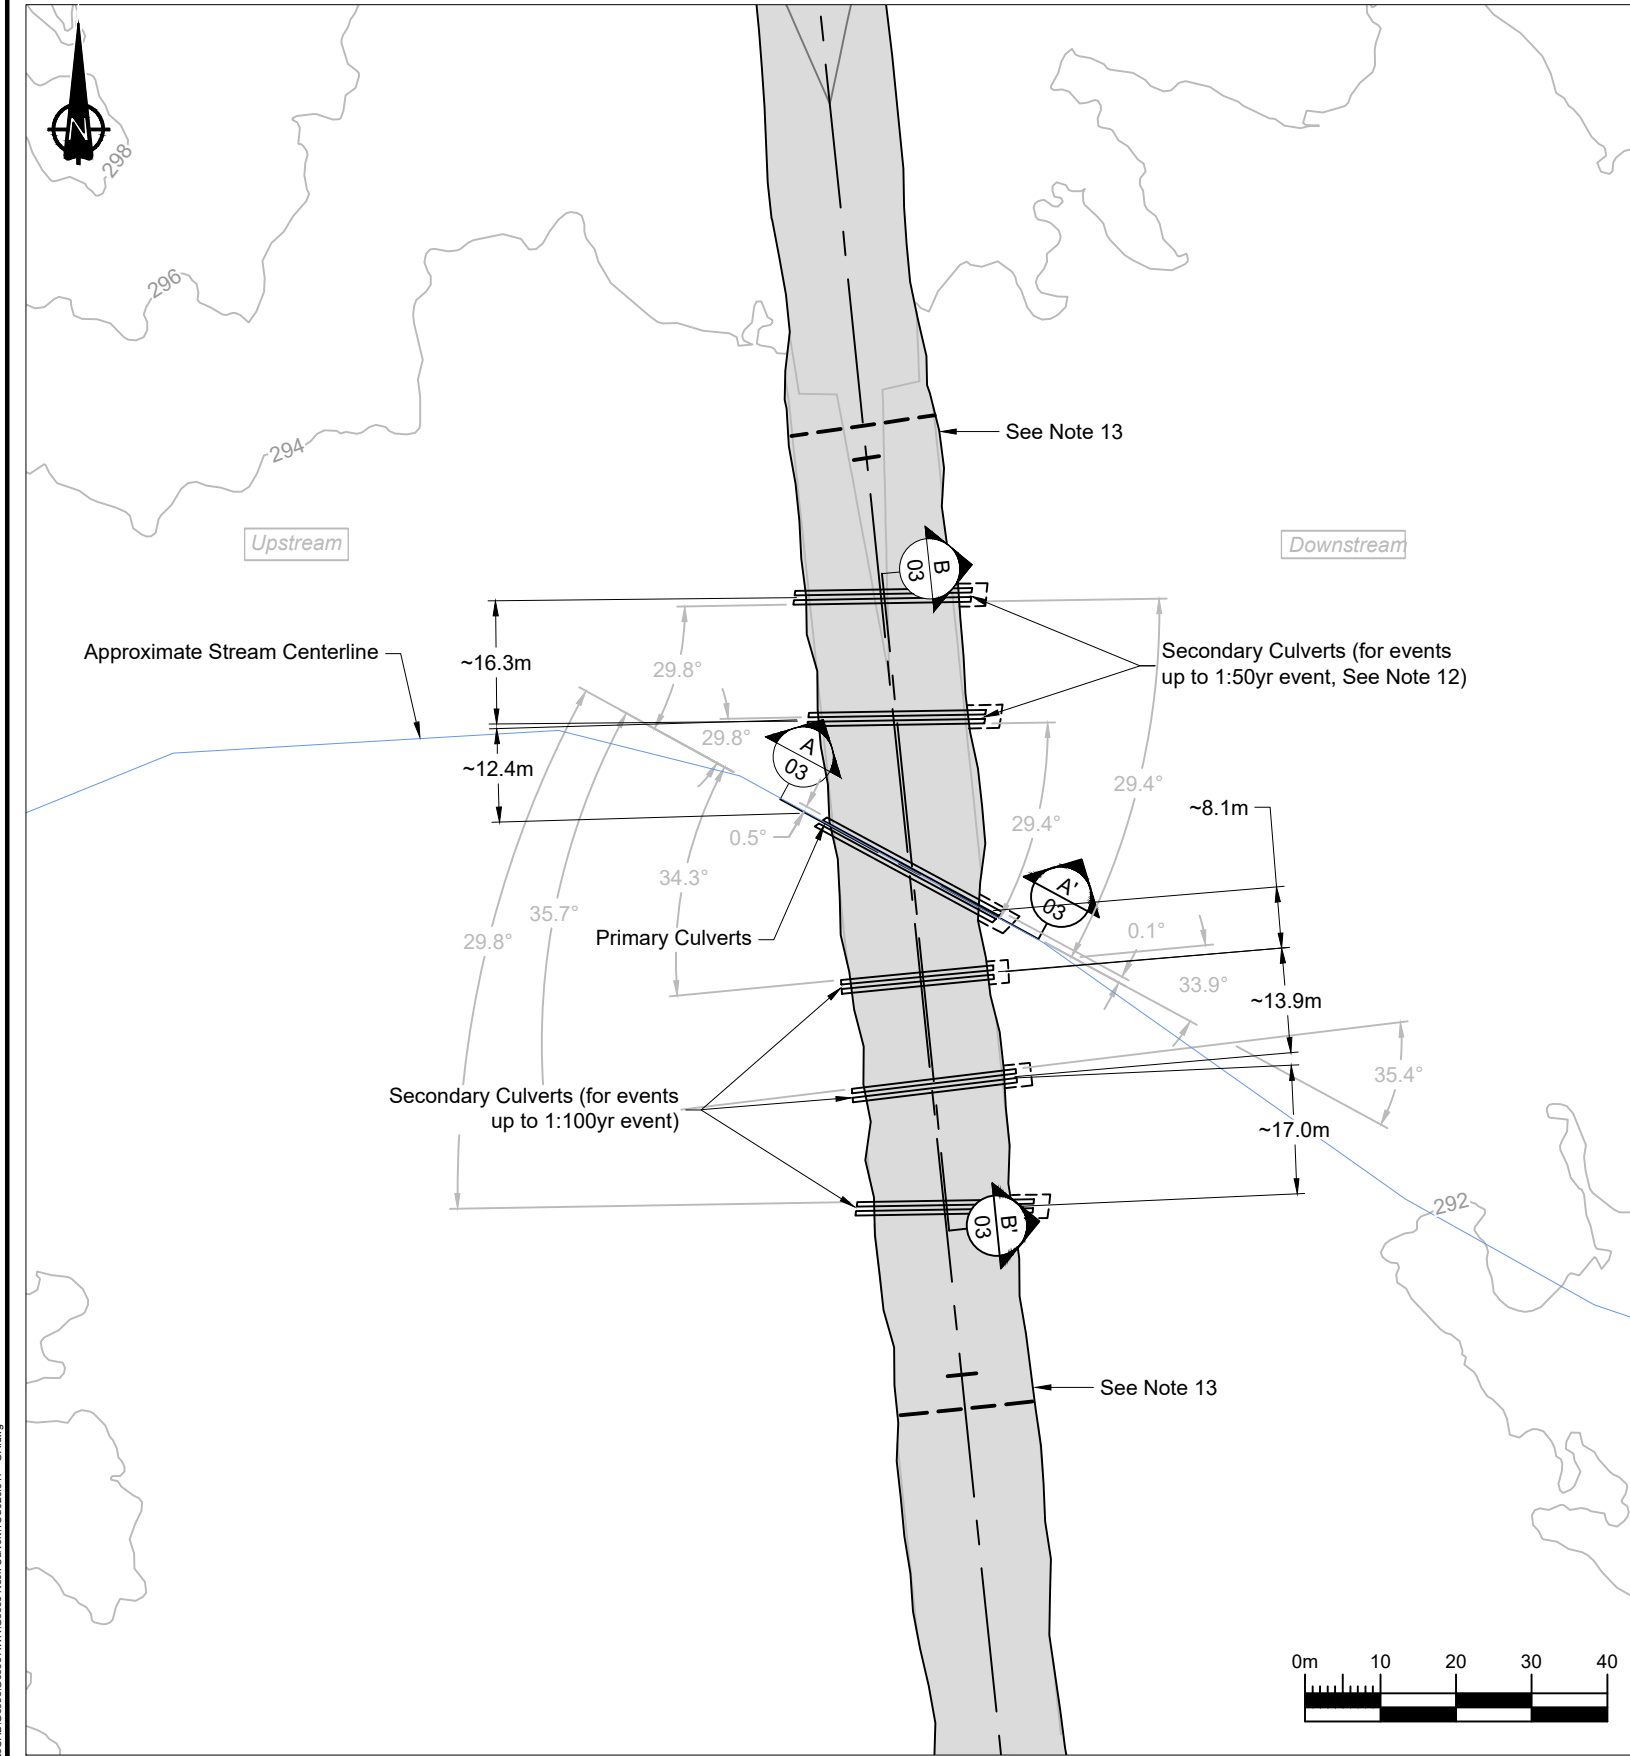 N
298
296
294
See Note 13
Upstream
Downstream
B
03
Approximate Stream Centerline
~16.3m
29.8°
Secondary Culverts (for events
up to 1:50yr event, See Note 12)
29.8°
A
03
~12.4m
29.4°
~8.1m
0.5°
29.4°
34.3°
A'
03
35.7°
29.8°
Primary Culverts
0.1°
33.9°
~13.9m
35.4°
Secondary Culverts (for events
up to 1:100yr event)
~17.0m
292
B'
03
See Note 13
0m 10 20 30 40